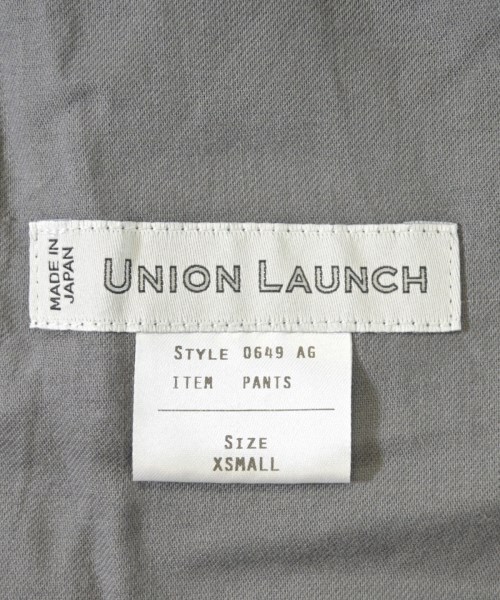 MADE IN
JAPAN
UNION LAUNCH
STYLE 0649 AG
ITEM PANTS
SIZE
XSMALL